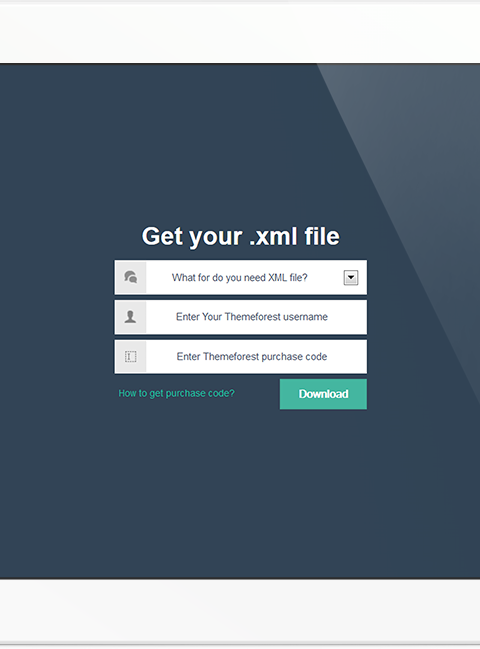 Get your .xml file
What for do you need XML file?
Enter Your Themeforest username
Enter Themeforest purchase code
How to get purchase code?
Download